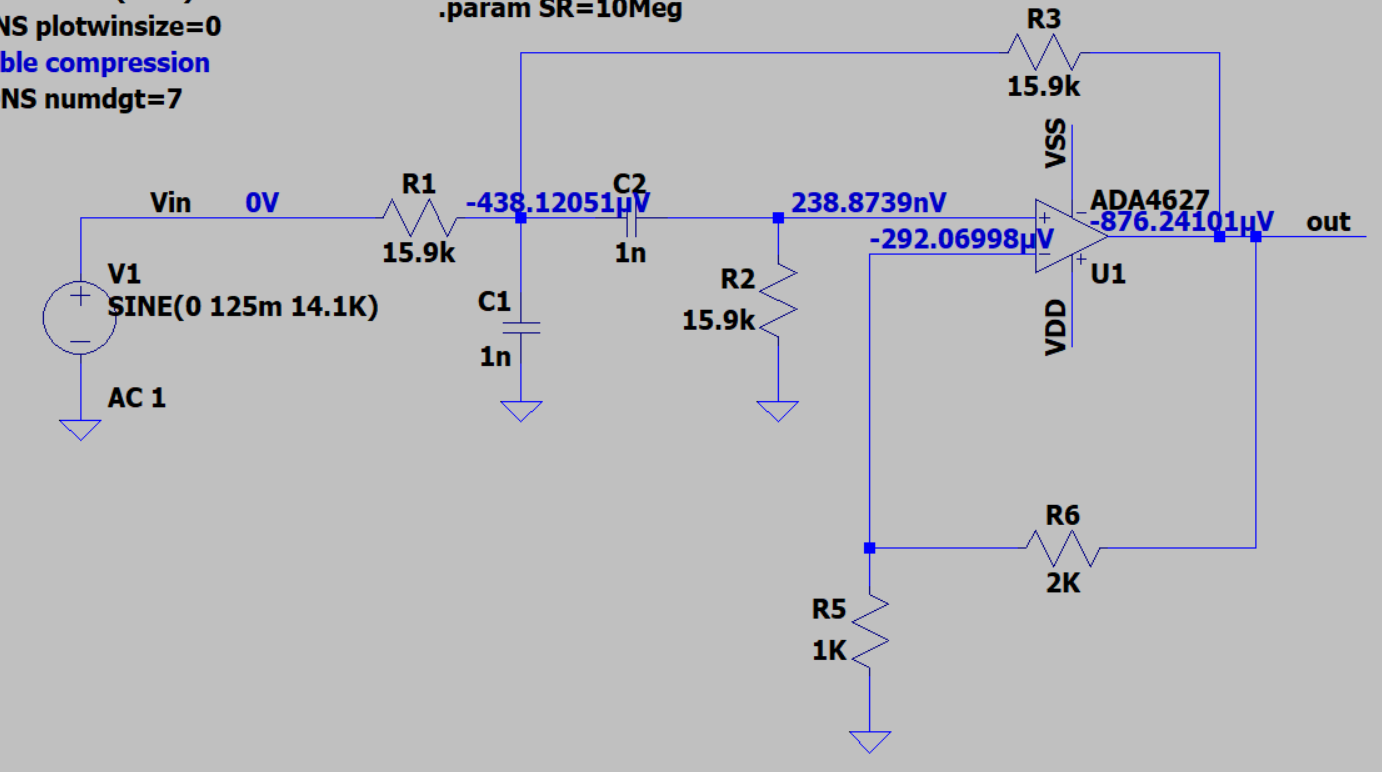 .param SR=10Meg
NS plotwinsize=0
ble compression
NS numdgt=7
R3
15.9k
VSS
Vin
0V
R1
15.9k
-438.12051µV
C2
1n
238.8739nV
-292.06998µV
ADA4627
-876.24101µV
out
+
−
−
+
U1
VDD
V1
SINE(0 125m 14.1K)
+
−
AC 1
C1
1n
R2
15.9k
R6
2K
R5
1K